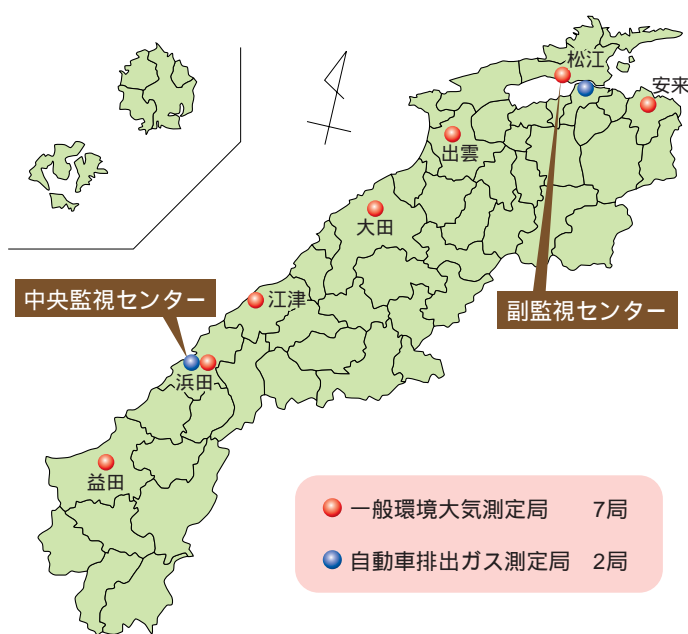 松江
安来
出雲
大田
中央監視センター
江津
副監視センター
浜田
益田
一般環境大気測定局 7局
自動車排出ガス測定局 2局